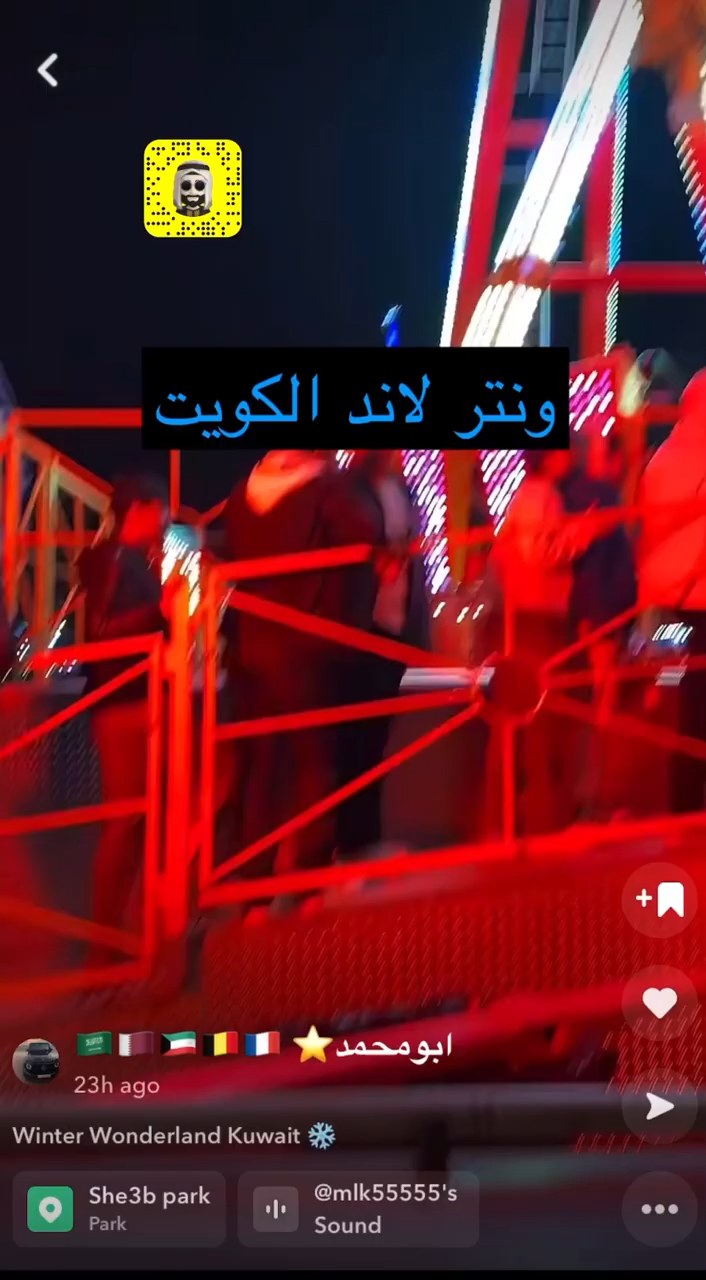 ونتر لاند الكويت
🇸🇦🇶🇦🇰🇼🇧🇪🇫🇷 ⭐ابومحمد
23h ago
Winter Wonderland Kuwait ❄️
She3b park
Park
@mlk55555's
Sound